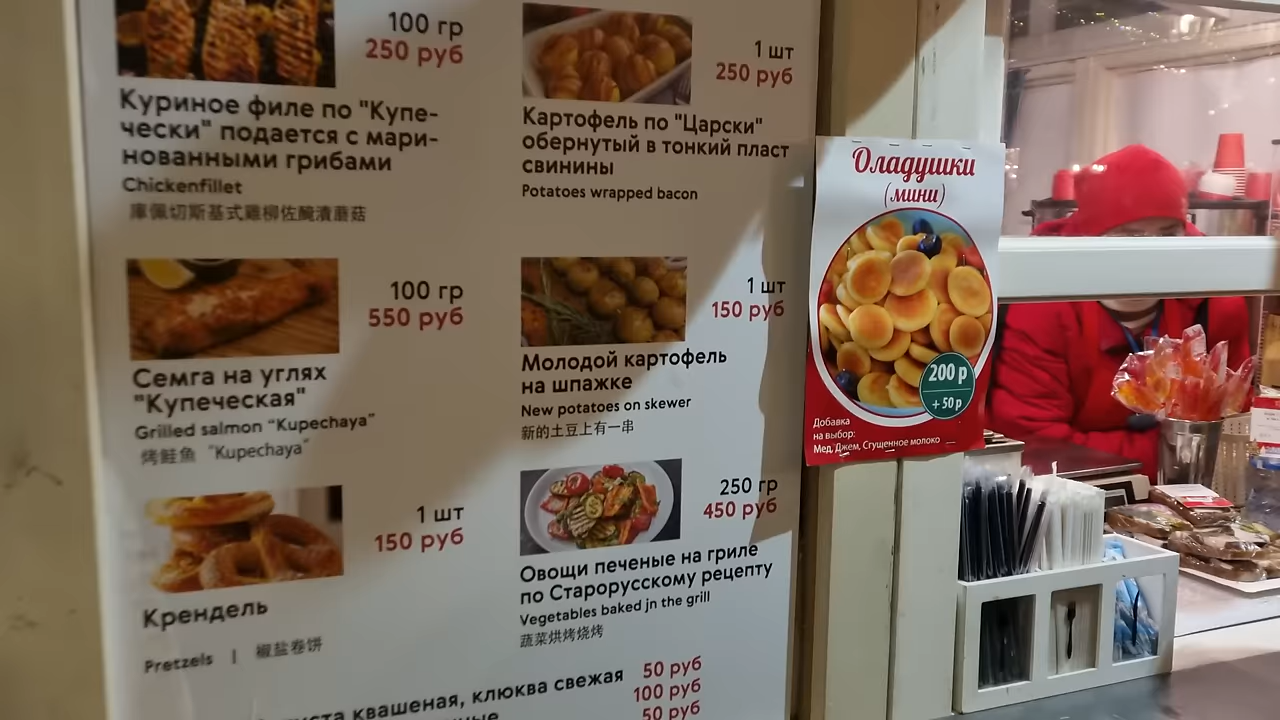 100 гр
250 руб
Куриное филе по "Купе-
чески" подается с мари-
нованными грибами
Chickenfillet
庫佩切斯基式雞柳佐醃漬蘑菇
100 гр
550 руб
Семга на углях
"Купеческая"
Grilled salmon “Kupechaya”
烤鲑鱼 “Kupechaya”
1 шт
150 руб
Крендель
Pretzels | 椒盐卷饼
1 шт
250 руб
Картофель по "Царски"
обернутый в тонкий пласт
свинины
Potatoes wrapped bacon
1 шт
150 руб
Молодой картофель
на шпажке
New potatoes on skewer
新的土豆上有一串
250 гр
450 руб
Овощи печеные на гриле
по Старорусскому рецепту
Vegetables baked jn the grill
蔬菜烘烤烧烤
квашеная, клюква свежая
50 руб
100 руб
50 руб
Оладушки
(мини)
200 р
+ 50 р
Добавка
на выбор:
Мед, Джем, Сгущенное молоко